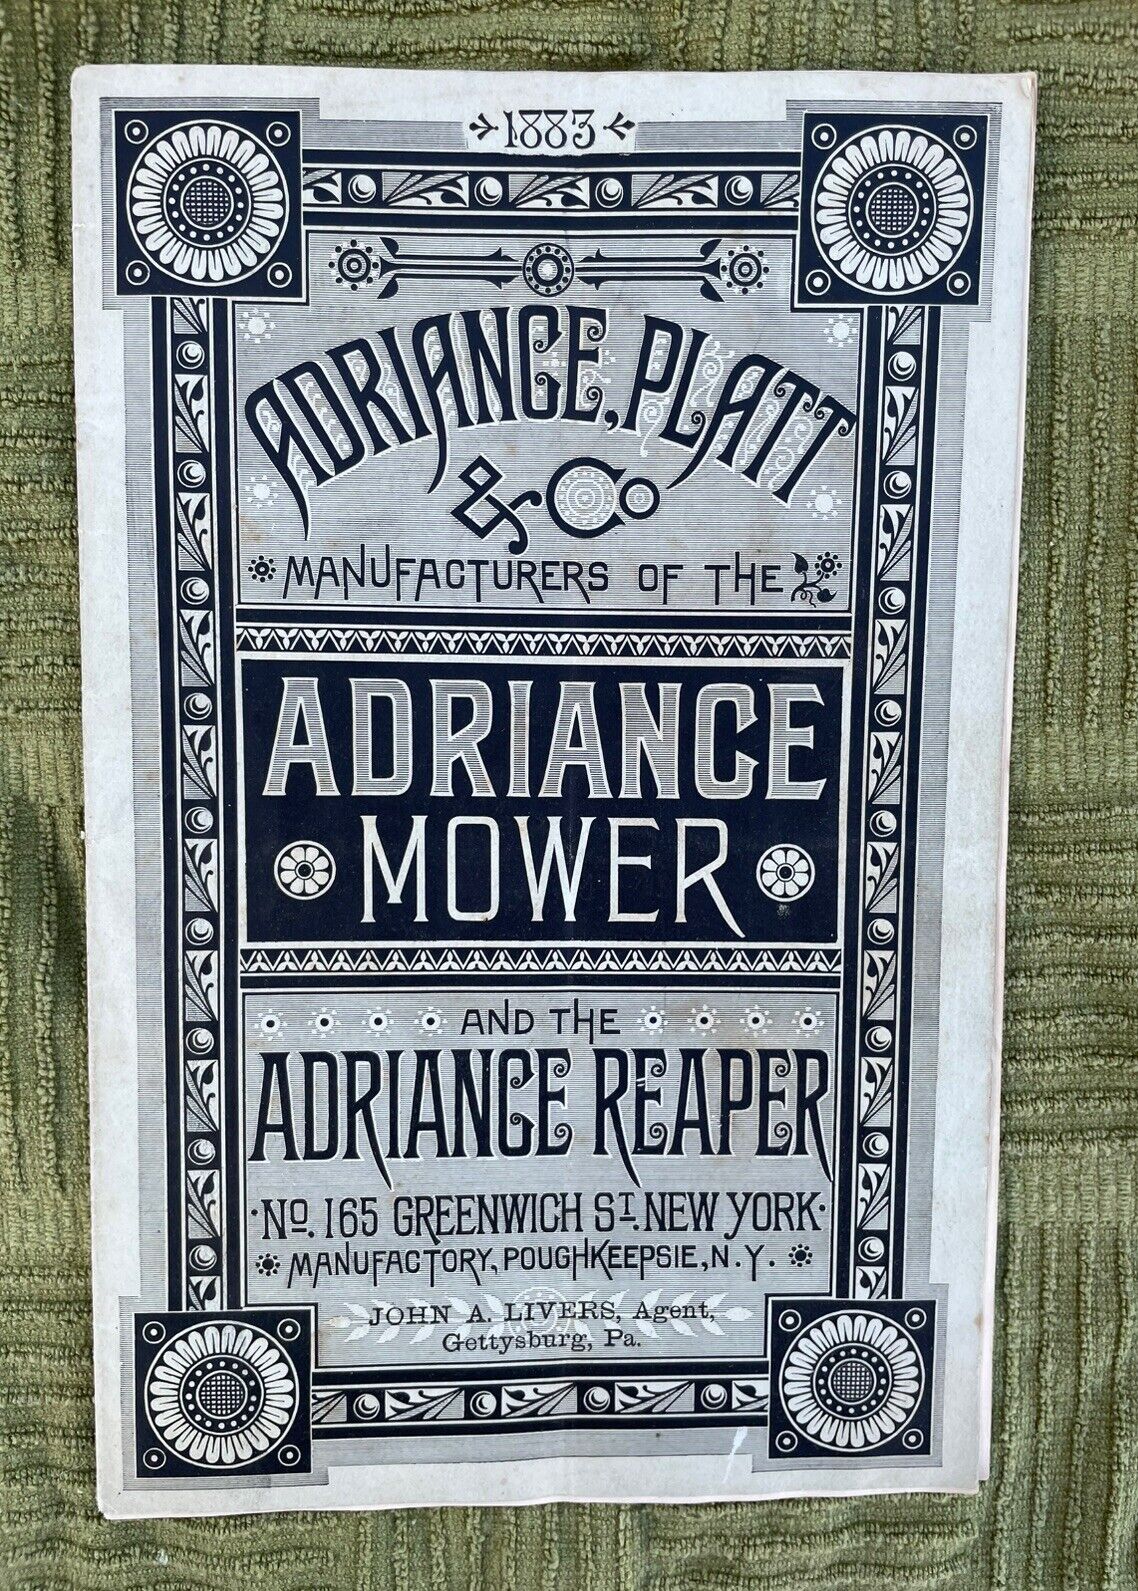 1883
ADRIANCE, PLATT
& Co
MANUFACTURERS OF THE
ADRIANCE
MOWER
AND THE
ADRIANCE REAPER
No. 165 GREENWICH ST. NEW YORK
MANUFACTORY, POUGHKEEPSIE, N.Y.
JOHN A. LIVERS, Agent,
Gettysburg, Pa.